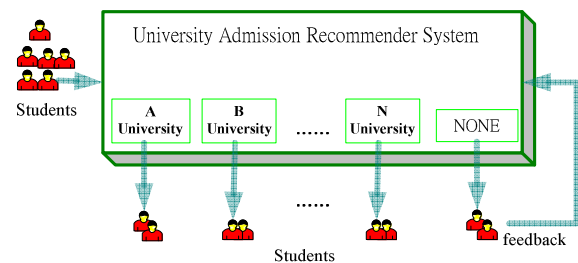 University Admission Recommender System
Students
A
University
B
University
......
N
University
NONE
......
Students
feedback